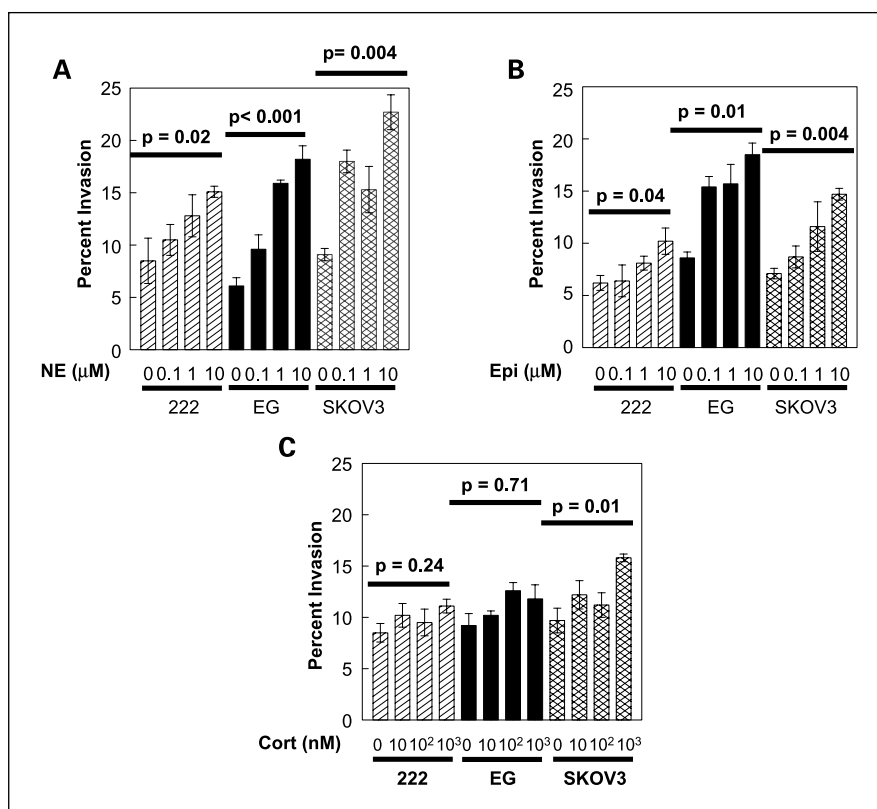 A
p= 0.004
p< 0.001
p = 0.02
25
20
15
10
5
0
Percent Invasion
NE (μM)
0 0.1 1 10 0 0.1 1 10 0 0.1 1 10
222 EG SKOV3
B
p = 0.01
p = 0.004
p = 0.04
25
20
15
10
5
0
Percent Invasion
Epi (μM)
0 0.1 1 10 0 0.1 1 10 0 0.1 1 10
222 EG SKOV3
C
p = 0.71
p = 0.01
p = 0.24
25
20
15
10
5
0
Percent Invasion
Cort (nM)
0 10 10² 10³ 0 10 10² 10³ 0 10 10² 10³
222 EG SKOV3